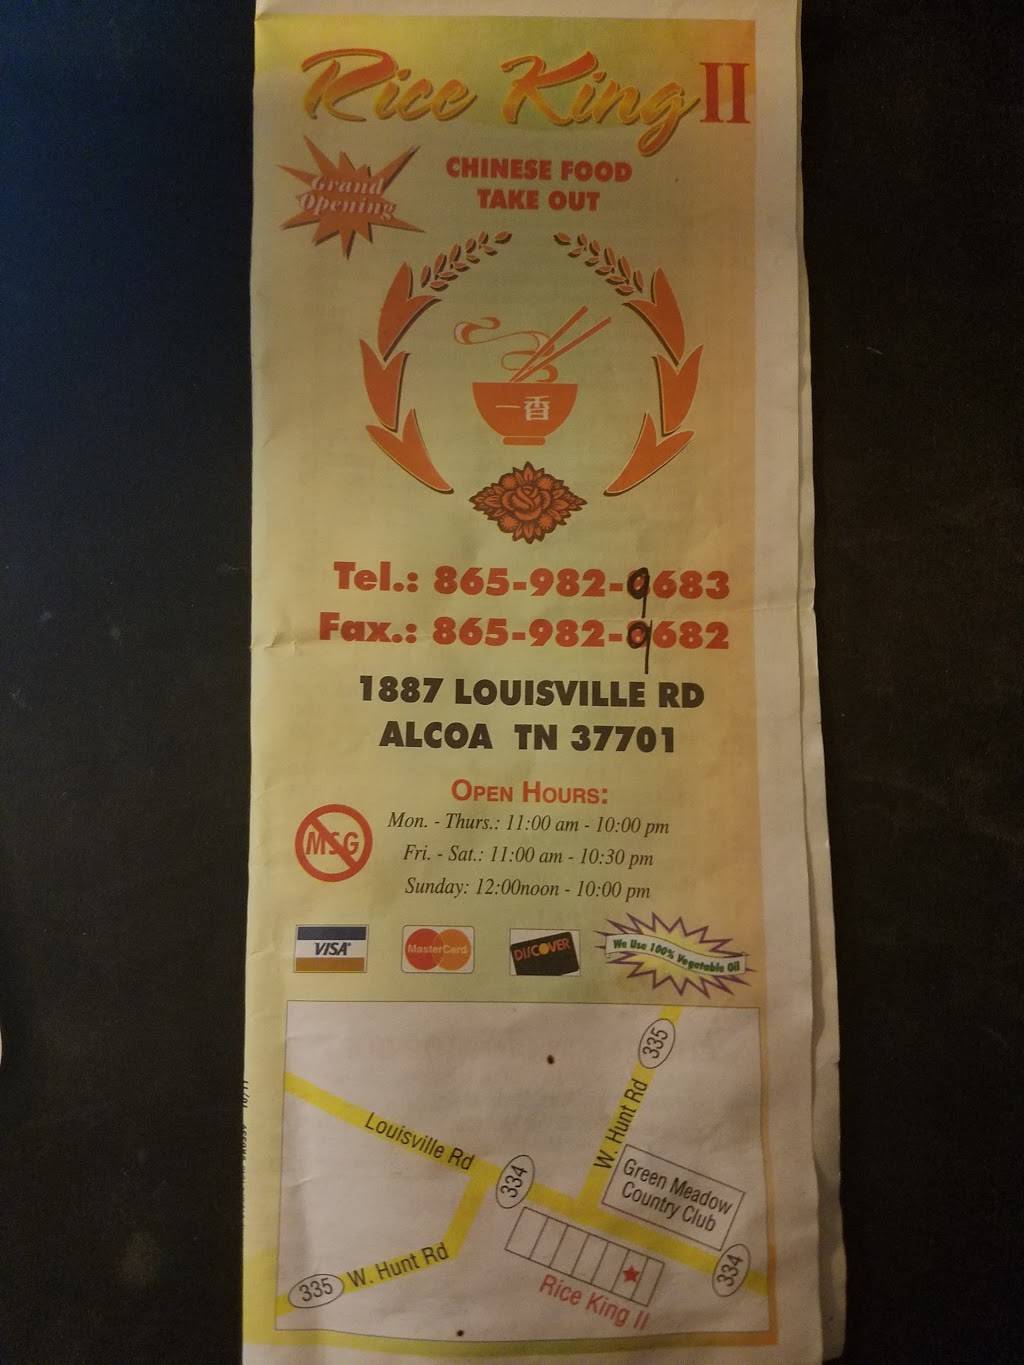 Rice King II
Grand
Opening
CHINESE FOOD
TAKE OUT
一香
Tel.: 865-982-9683
Fax.: 865-982-9682
1887 LOUISVILLE RD
ALCOA TN 37701
OPEN HOURS:
MSG
Mon. - Thurs.: 11:00 am - 10:00 pm
Fri. - Sat.: 11:00 am - 10:30 pm
Sunday: 12:00noon - 10:00 pm
VISA
MasterCard
DISCOVER
We Use 100% Vegetable Oil
335
W. Hunt Rd
Louisville Rd
334
Green Meadow
Country Club
334
W. Hunt Rd
335
Rice King II